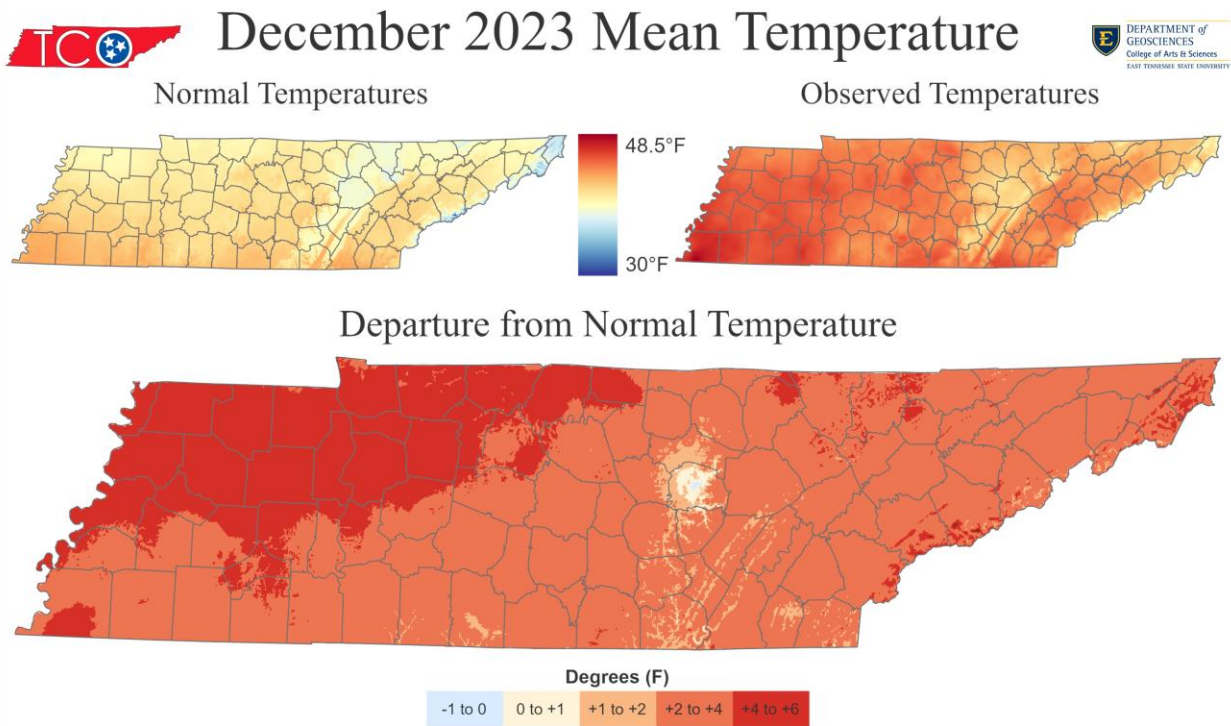 TCO
December 2023 Mean Temperature
E
DEPARTMENT of
GEOSCIENCES
College of Arts & Sciences
EAST TENNESSEE STATE UNIVERSITY
Normal Temperatures
Observed Temperatures
48.5°F
30°F
Departure from Normal Temperature
Degrees (F)
-1 to 0
0 to +1
+1 to +2
+2 to +4
+4 to +6